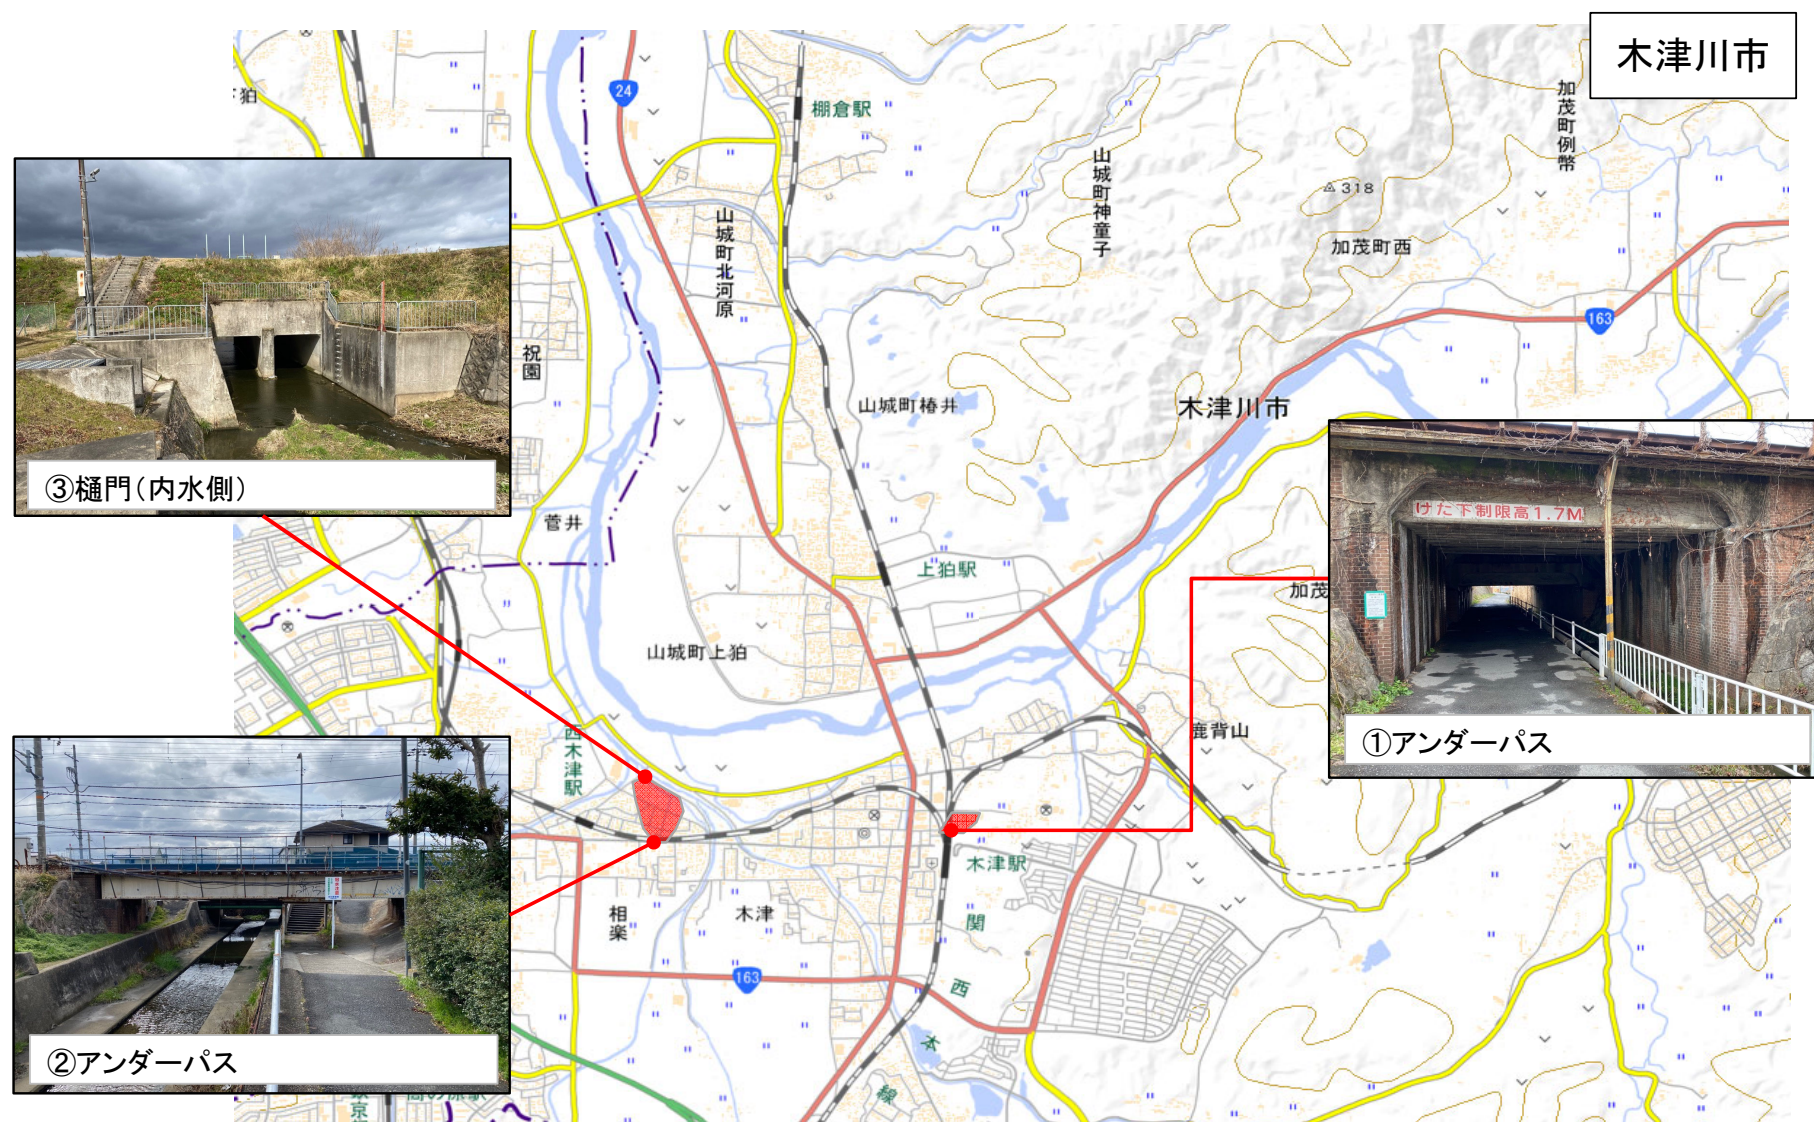 木津川市
24
棚倉駅
加茂町例幣
狛
山城町神童子
318
山城町北河原
加茂町西
163
祝園
山城町椿井
木津川市
③樋門(内水側)
けた下制限高1.7M
菅井
上狛駅
加茂
山城町上狛
鹿背山
①アンダーパス
西木津駅
木津駅
相楽
木津
関
西
本
線
163
②アンダーパス